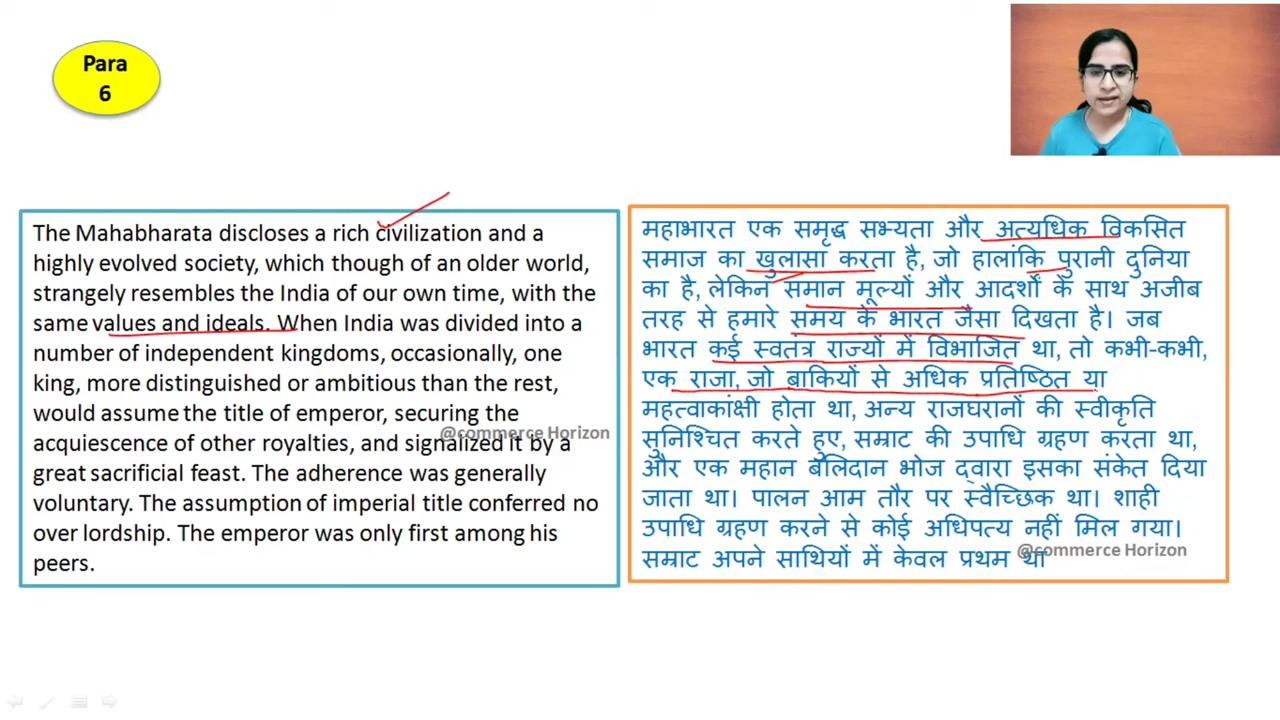 Para
6
The Mahabharata discloses a rich civilization and a
highly evolved society, which though of an older world,
strangely resembles the India of our own time, with the
same values and ideals. When India was divided into a
number of independent kingdoms, occasionally, one
king, more distinguished or ambitious than the rest,
would assume the title of emperor, securing the
acquiescence of other royalties, and signalized it by a
great sacrificial feast. The adherence was generally
voluntary. The assumption of imperial title conferred no
over lordship. The emperor was only first among his
peers.
@commerce Horizon
महाभारत एक समृद्ध सभ्यता और अत्यधिक विकसित
समाज का खुलासा करता है, जो हालांकि पुरानी दुनिया
का है, लेकिन समान मूल्यों और आदर्शों के साथ अजीब
तरह से हमारे समय के भारत जैसा दिखता है। जब
भारत कई स्वतंत्र राज्यों में विभाजित था, तो कभी-कभी,
एक राजा, जो बाकियों से अधिक प्रतिष्ठित या
महत्वाकांक्षी होता था, अन्य राजघरानों की स्वीकृति
सुनिश्चित करते हुए, सम्राट की उपाधि ग्रहण करता था,
और एक महान बलिदान भोज द्वारा इसका संकेत दिया
जाता था। पालन आम तौर पर स्वैच्छिक था। शाही
उपाधि ग्रहण करने से कोई अधिपत्य नहीं मिल गया।
सम्राट अपने साथियों में केवल प्रथम था
@commerce Horizon